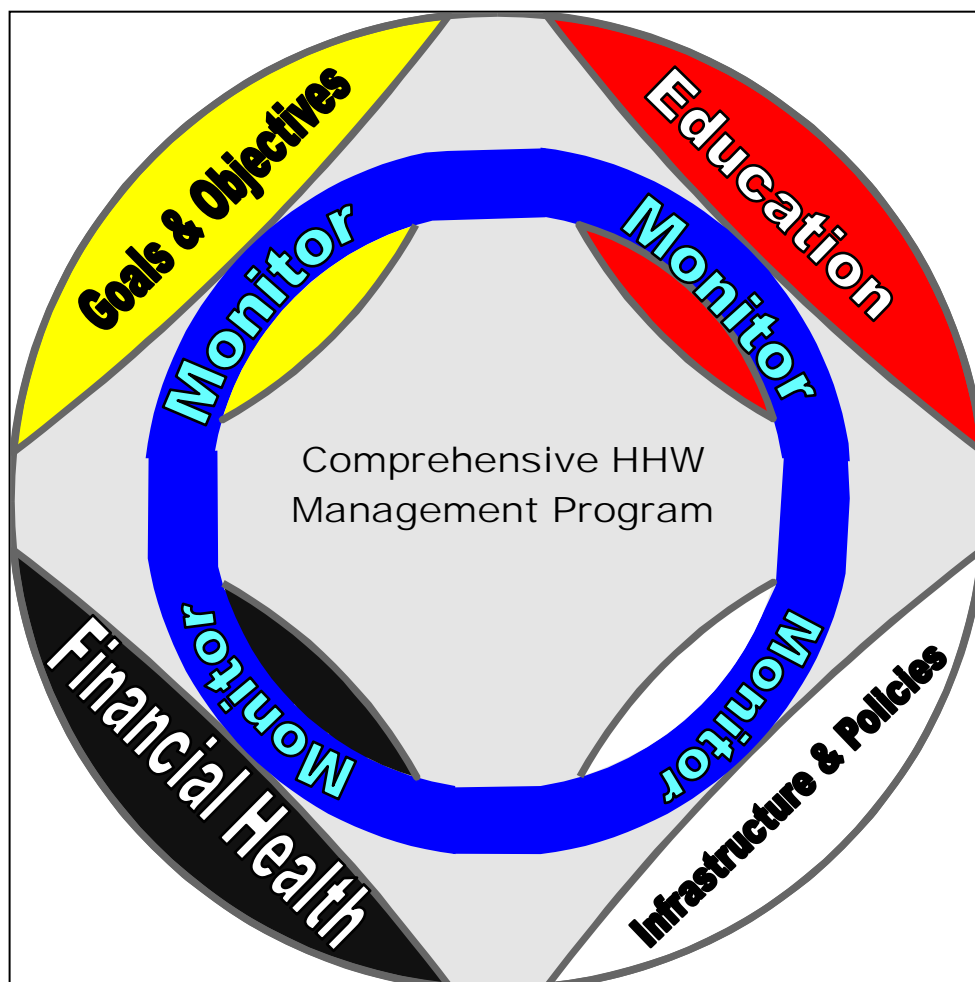 Goals & Objectives
Education
Monitor
Monitor
Comprehensive HHW
Management Program
Monitor
Monitor
Financial Health
Infrastructure & Policies